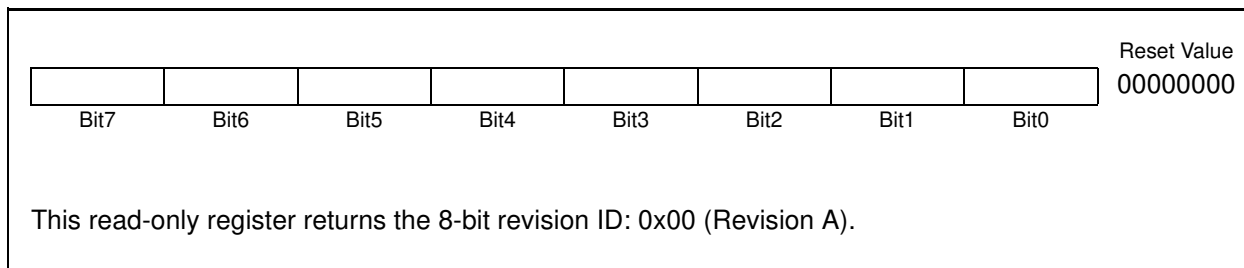 Reset Value
00000000
Bit7 Bit6 Bit5 Bit4 Bit3 Bit2 Bit1 Bit0
This read-only register returns the 8-bit revision ID: 0x00 (Revision A).